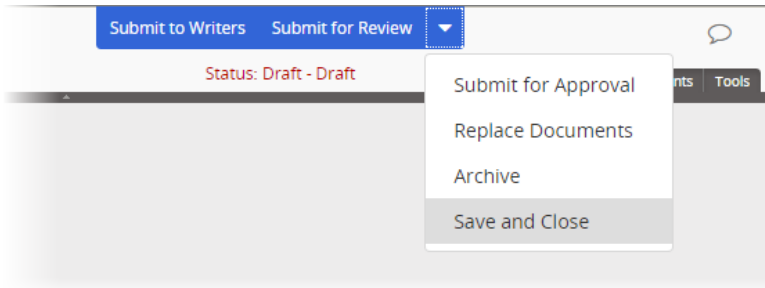 Submit to Writers Submit for Review
Status: Draft - Draft
Submit for Approval
Tools
Replace Documents
Archive
Save and Close